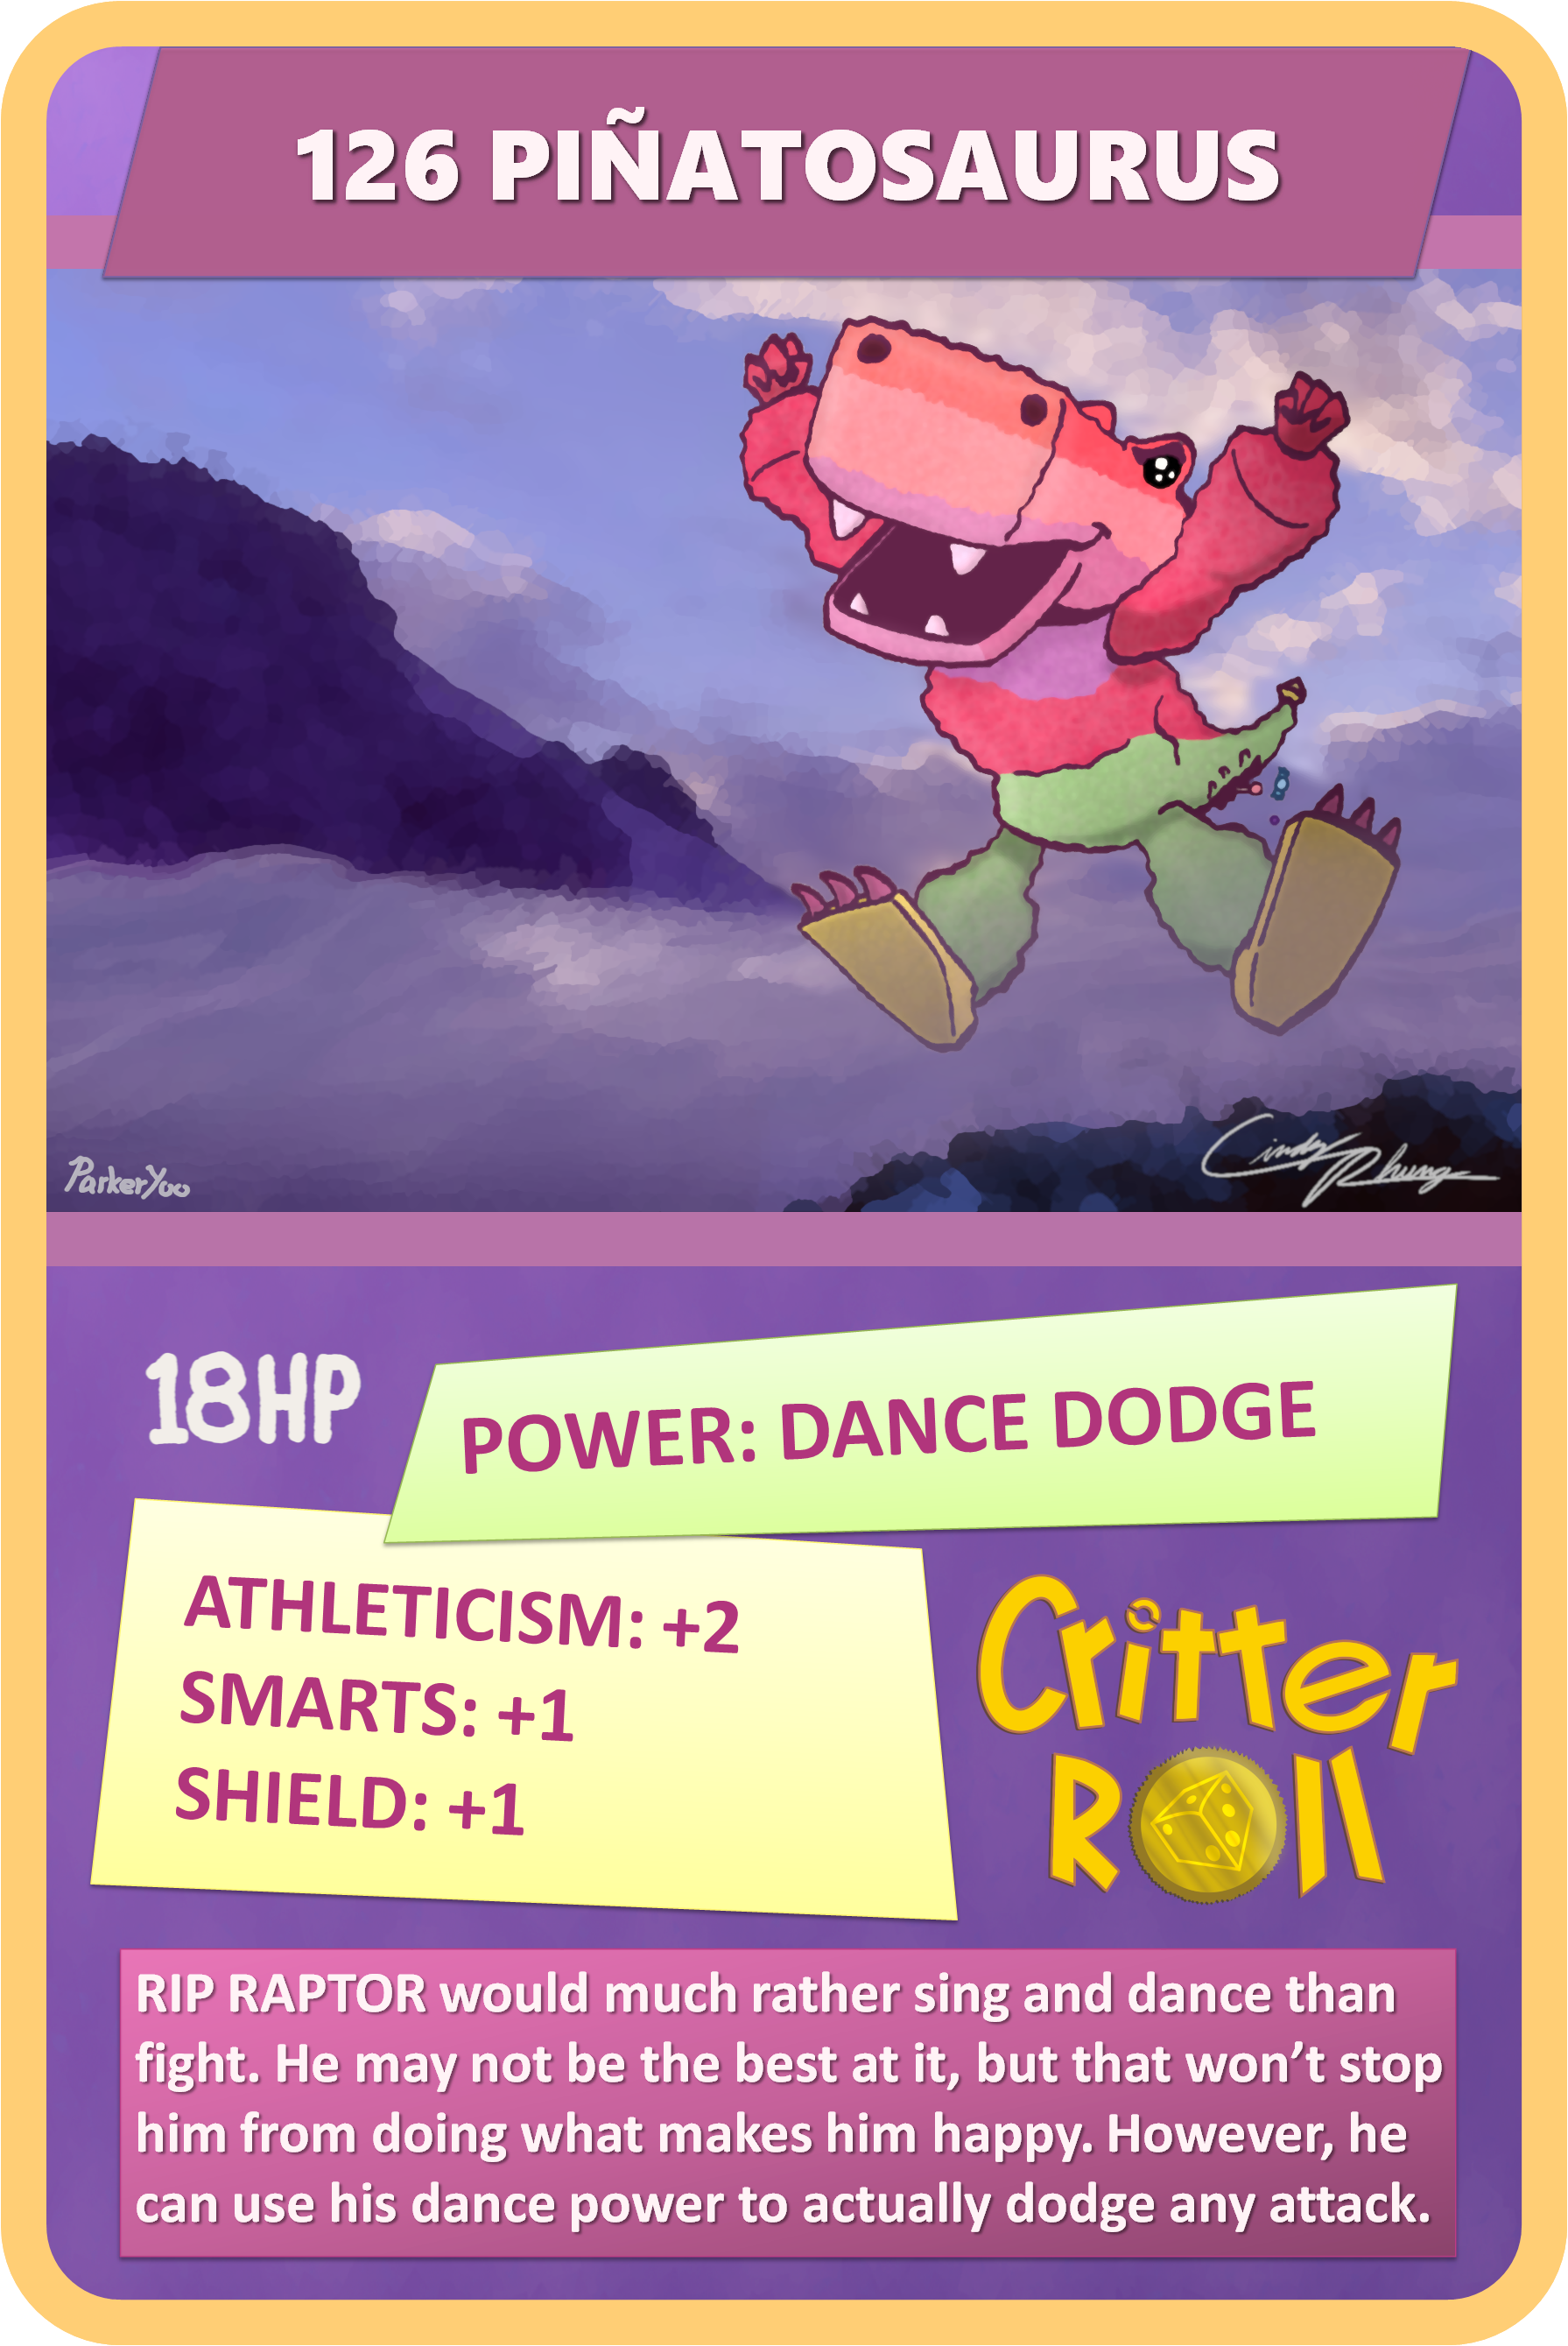 126 PIÑATOSAURUS
ParkerYoo
Cindy Phung
18HP
POWER: DANCE DODGE
ATHLETICISM: +2
SMARTS: +1
SHIELD: +1
Critter
Roll
RIP RAPTOR would much rather sing and dance than
fight. He may not be the best at it, but that won’t stop
him from doing what makes him happy. However, he
can use his dance power to actually dodge any attack.